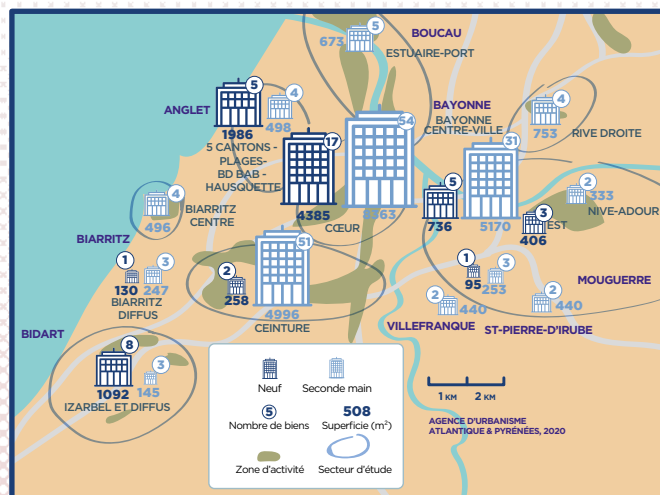 5
BOUCAU
673
ESTUAIRE-PORT
5
4
ANGLET
1986
498
5 CANTONS -
PLAGES-
BD BAB -
HAUSQUETTE
17
4385
54
8363
CŒUR
BAYONNE
BAYONNE
CENTRE-VILLE
4
753
RIVE DROITE
31
5170
5
736
2
333
NIVE-ADOUR
3
EST
406
4
496
BIARRITZ
CENTRE
BIARRITZ
1
3
130
247
BIARRITZ
DIFFUS
2
258
51
4996
CEINTURE
1
95
3
253
MOUGUERRE
2
440
2
440
VILLEFRANQUE
ST-PIERRE-D'IRUBE
BIDART
8
1092
3
145
IZARBEL ET DIFFUS
Neuf
Seconde main
5
508
Nombre de biens
Superficie (m²)
Zone d'activité
Secteur d'étude
1 KM
2 KM
AGENCE D'URBANISME
ATLANTIQUE & PYRÉNÉES, 2020